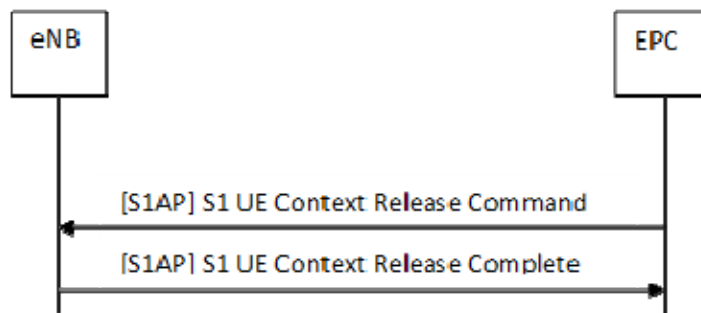 eNB
EPC
[S1AP] S1 UE Context Release Command
[S1AP] S1 UE Context Release Complete